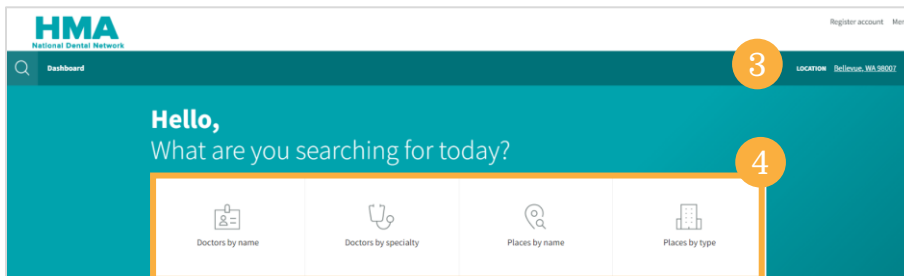 HMA
National Dental Network
Register account
Dashboard
3
LOCATION Bellevue, WA 98007
Hello,
What are you searching for today?
4
Doctors by name
Doctors by specialty
Places by name
Places by type